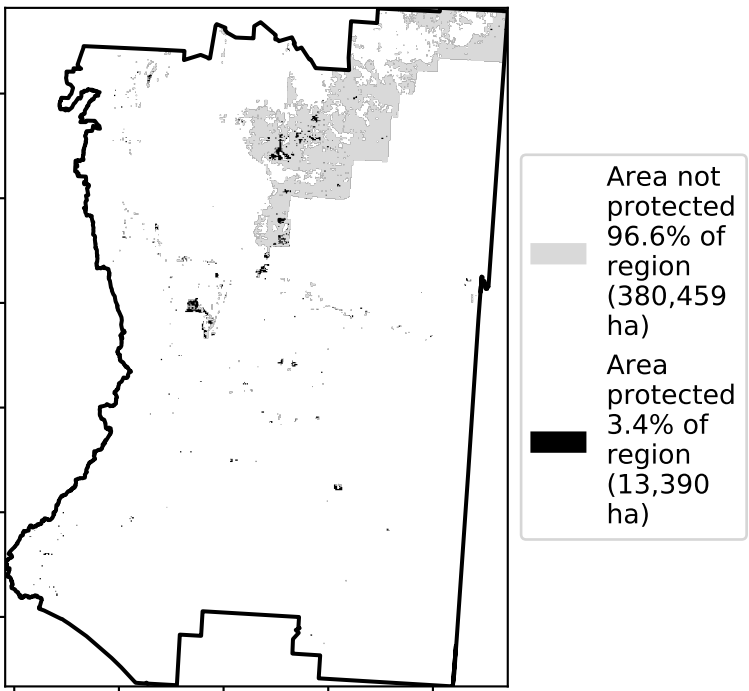 Area not
protected
96.6% of
region
(380,459
ha)
Area
protected
3.4% of
region
(13,390
ha)